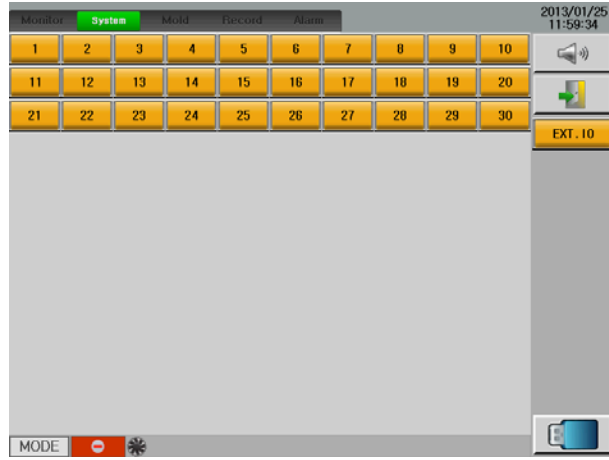 Monitor System Mold Record Alarm
2013/01/25
11:59:34
1 2 3 4 5 6 7 8 9 10
11 12 13 14 15 16 17 18 19 20
21 22 23 24 25 26 27 28 29 30
EXT.IO
MODE